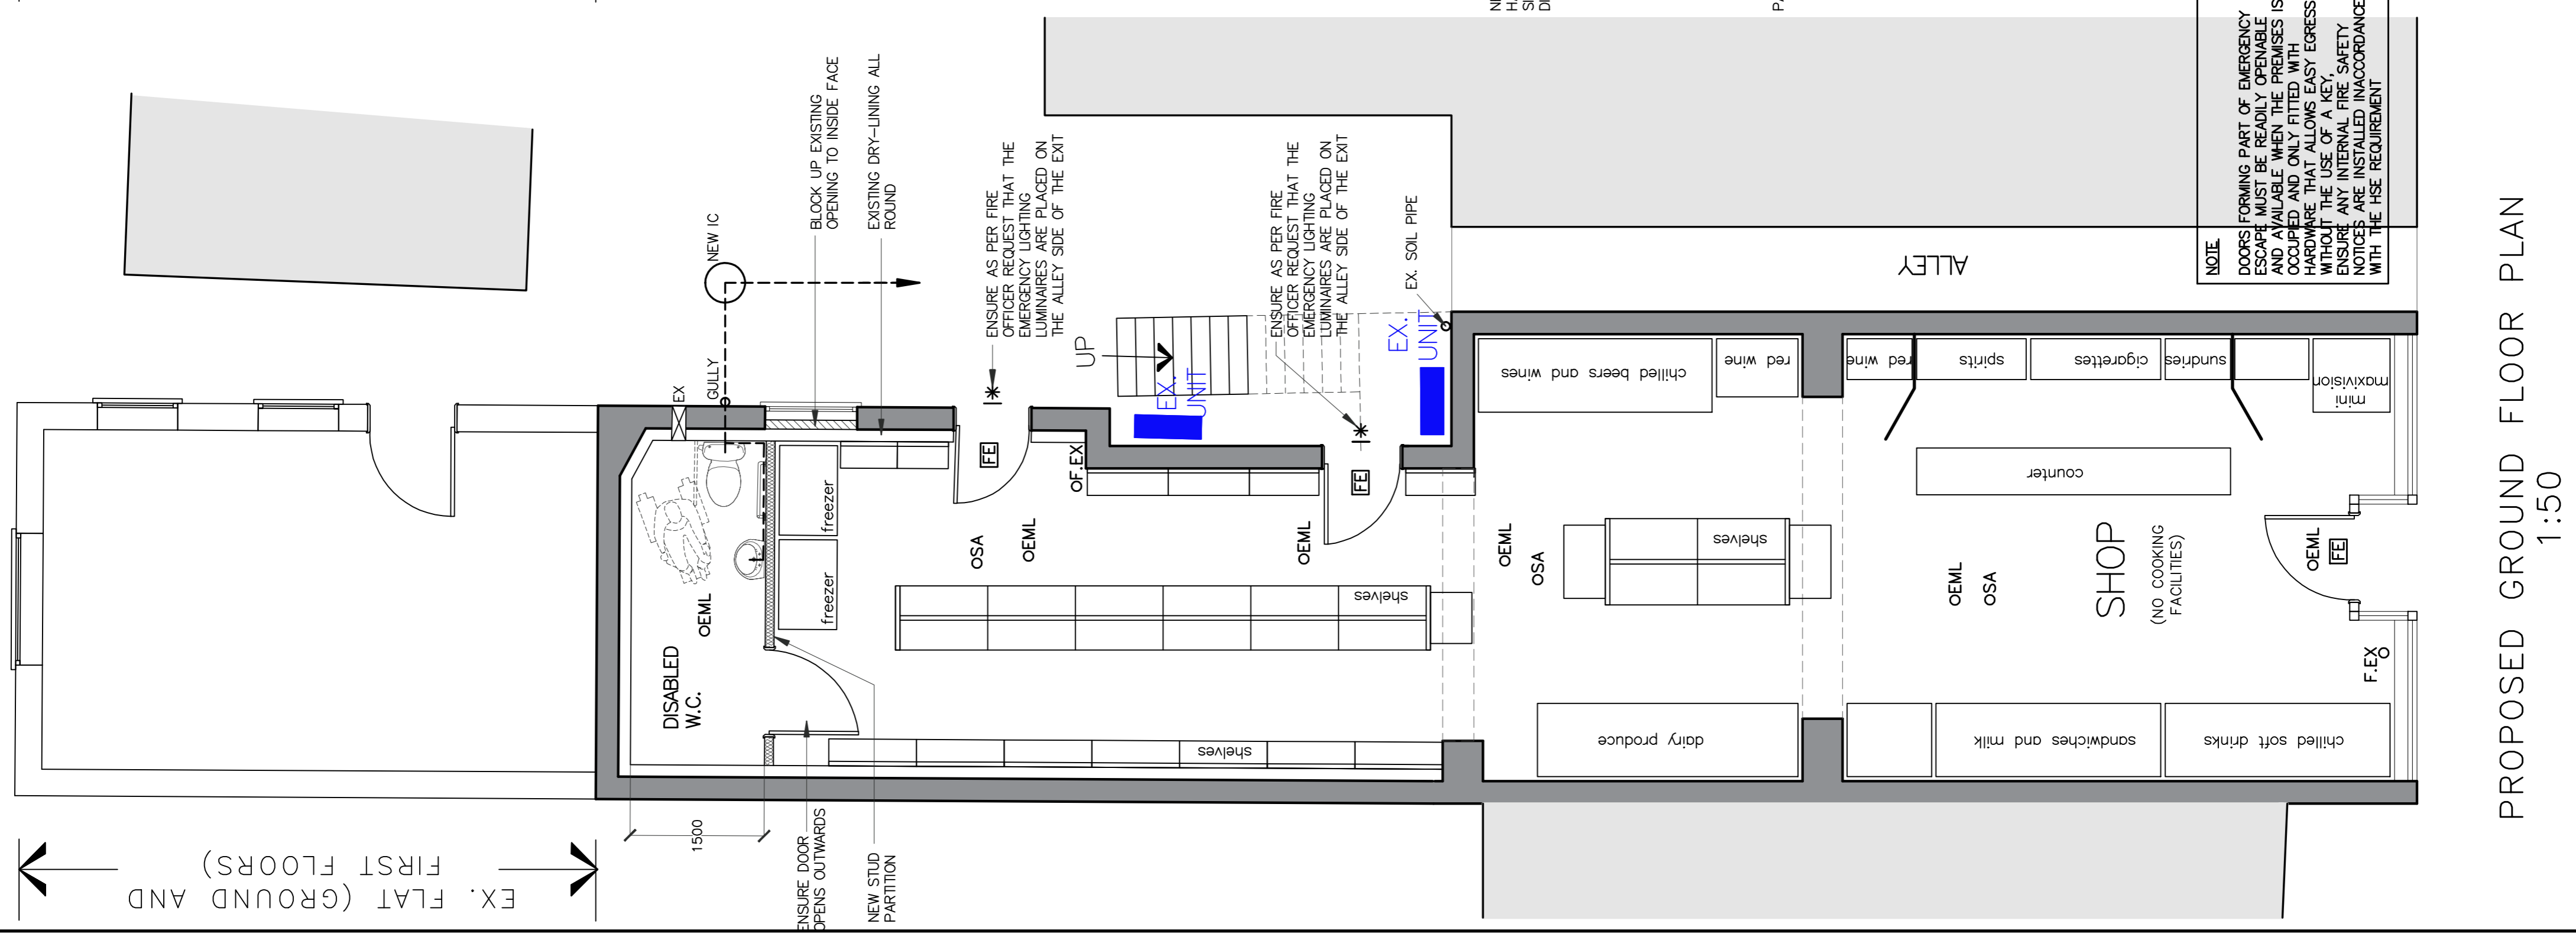 EX. FLAT (GROUND AND
FIRST FLOORS)
1500
ENSURE DOOR
OPENS OUTWARDS
NEW STUD
PARTITION
DISABLED
W.C.
OEML
EX
GULLY
NEW IC
BLOCK UP EXISTING
OPENING TO INSIDE FACE
EXISTING DRY-LINING ALL
ROUND
freezer
freezer
ENSURE AS PER FIRE
OFFICER REQUEST THAT THE
EMERGENCY LIGHTING
LUMINAIRES ARE PLACED ON
THE ALLEY SIDE OF THE EXIT
FE
OSA
OEML
OF.EX
UP
EX.
UNIT
shelves
shelves
OEML
ENSURE AS PER FIRE
OFFICER REQUEST THAT THE
EMERGENCY LIGHTING
LUMINAIRES ARE PLACED ON
THE ALLEY SIDE OF THE EXIT
FE
EX.
UNIT
EX. SOIL PIPE
chilled beers and wines
red wine
OEML
OSA
shelves
dairy produce
red wine
spirits
cigarettes
sundries
mini
maxivision
counter
ALLEY
OEML
OSA
SHOP
(NO COOKING
FACILITIES)
sandwiches and milk
chilled soft drinks
OEML
FE
F.EX
NOTE
DOORS FORMING PART OF EMERGENCY
ESCAPE MUST BE READILY OPENABLE
AND AVAILABLE WHEN THE PREMISES IS
OCCUPIED AND ONLY FITTED WITH
HARDWARE THAT ALLOWS EASY EGRESS
WITHOUT THE USE OF A KEY,
ENSURE ANY INTERNAL FIRE SAFETY
NOTICES ARE INSTALLED INACCORDANCE
WITH THE HSE REQUIREMENT
PROPOSED GROUND FLOOR PLAN
1:50